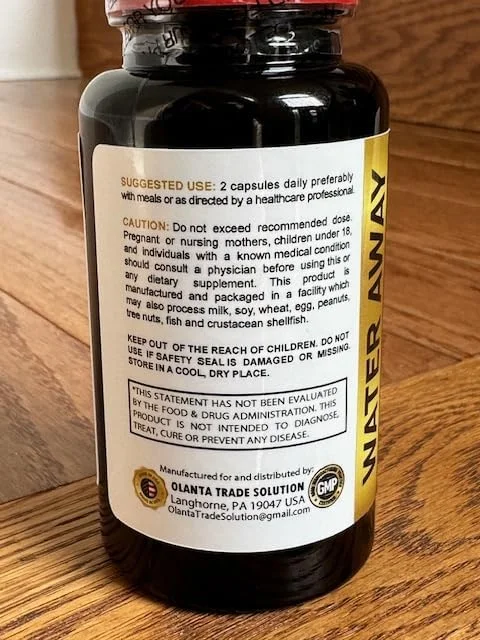 SUGGESTED USE: 2 capsules daily preferably
with meals or as directed by a healthcare professional.
CAUTION: Do not exceed recommended dose.
Pregnant or nursing mothers, children under 18,
and individuals with a known medical condition
should consult a physician before using this or
any dietary supplement. This product is
manufactured and packaged in a facility which
may also process milk, soy, wheat, egg, peanuts,
tree nuts, fish and crustacean shellfish.
KEEP OUT OF THE REACH OF CHILDREN. DO NOT
USE IF SAFETY SEAL IS DAMAGED OR MISSING.
STORE IN A COOL, DRY PLACE.
*THIS STATEMENT HAS NOT BEEN EVALUATED
BY THE FOOD & DRUG ADMINISTRATION. THIS
PRODUCT IS NOT INTENDED TO DIAGNOSE,
TREAT, CURE OR PREVENT ANY DISEASE.
Manufactured for and distributed by:
OLANTA TRADE SOLUTION
Langhorne, PA 19047 USA
OlantaTradeSolution@gmail.com
GMP
WATER AWAY